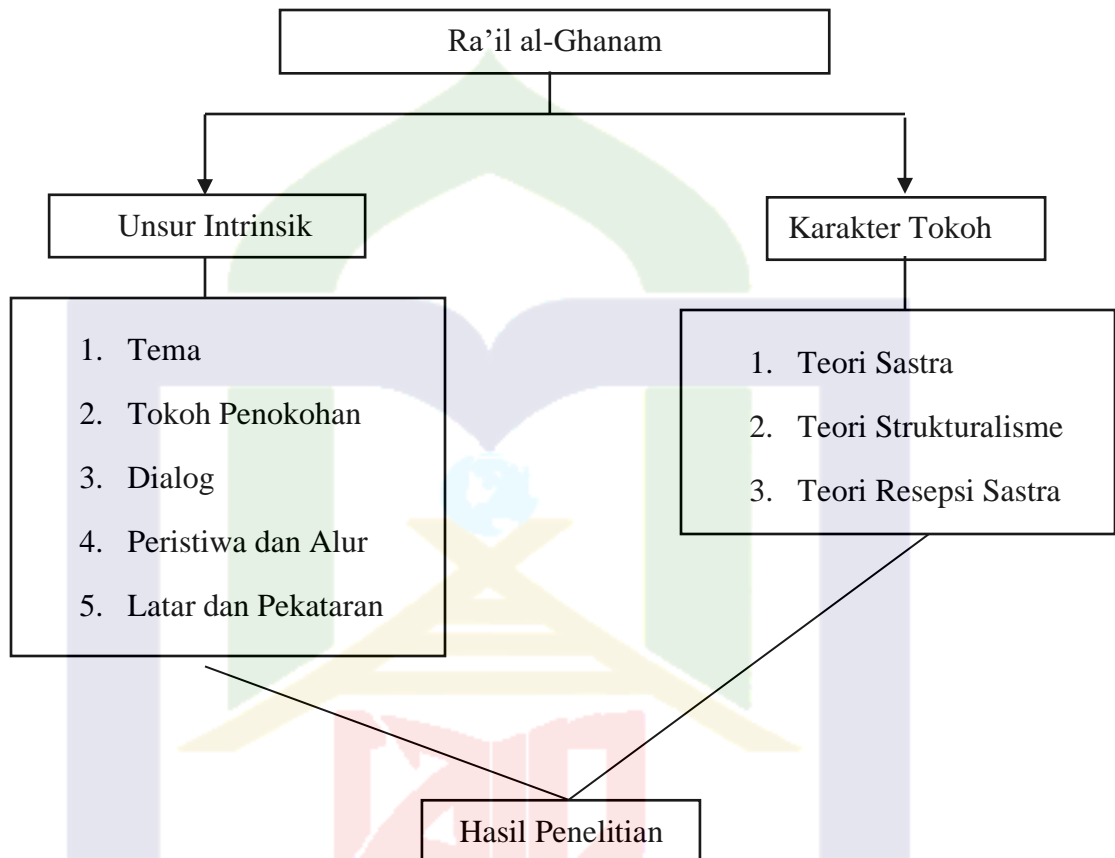 Ra’il al-Ghanam
Unsur Intrinsik
Karakter Tokoh
1. Tema
2. Tokoh Penokohan
3. Dialog
4. Peristiwa dan Alur
5. Latar dan Pekataran
1. Teori Sastra
2. Teori Strukturalisme
3. Teori Resepsi Sastra
Hasil Penelitian